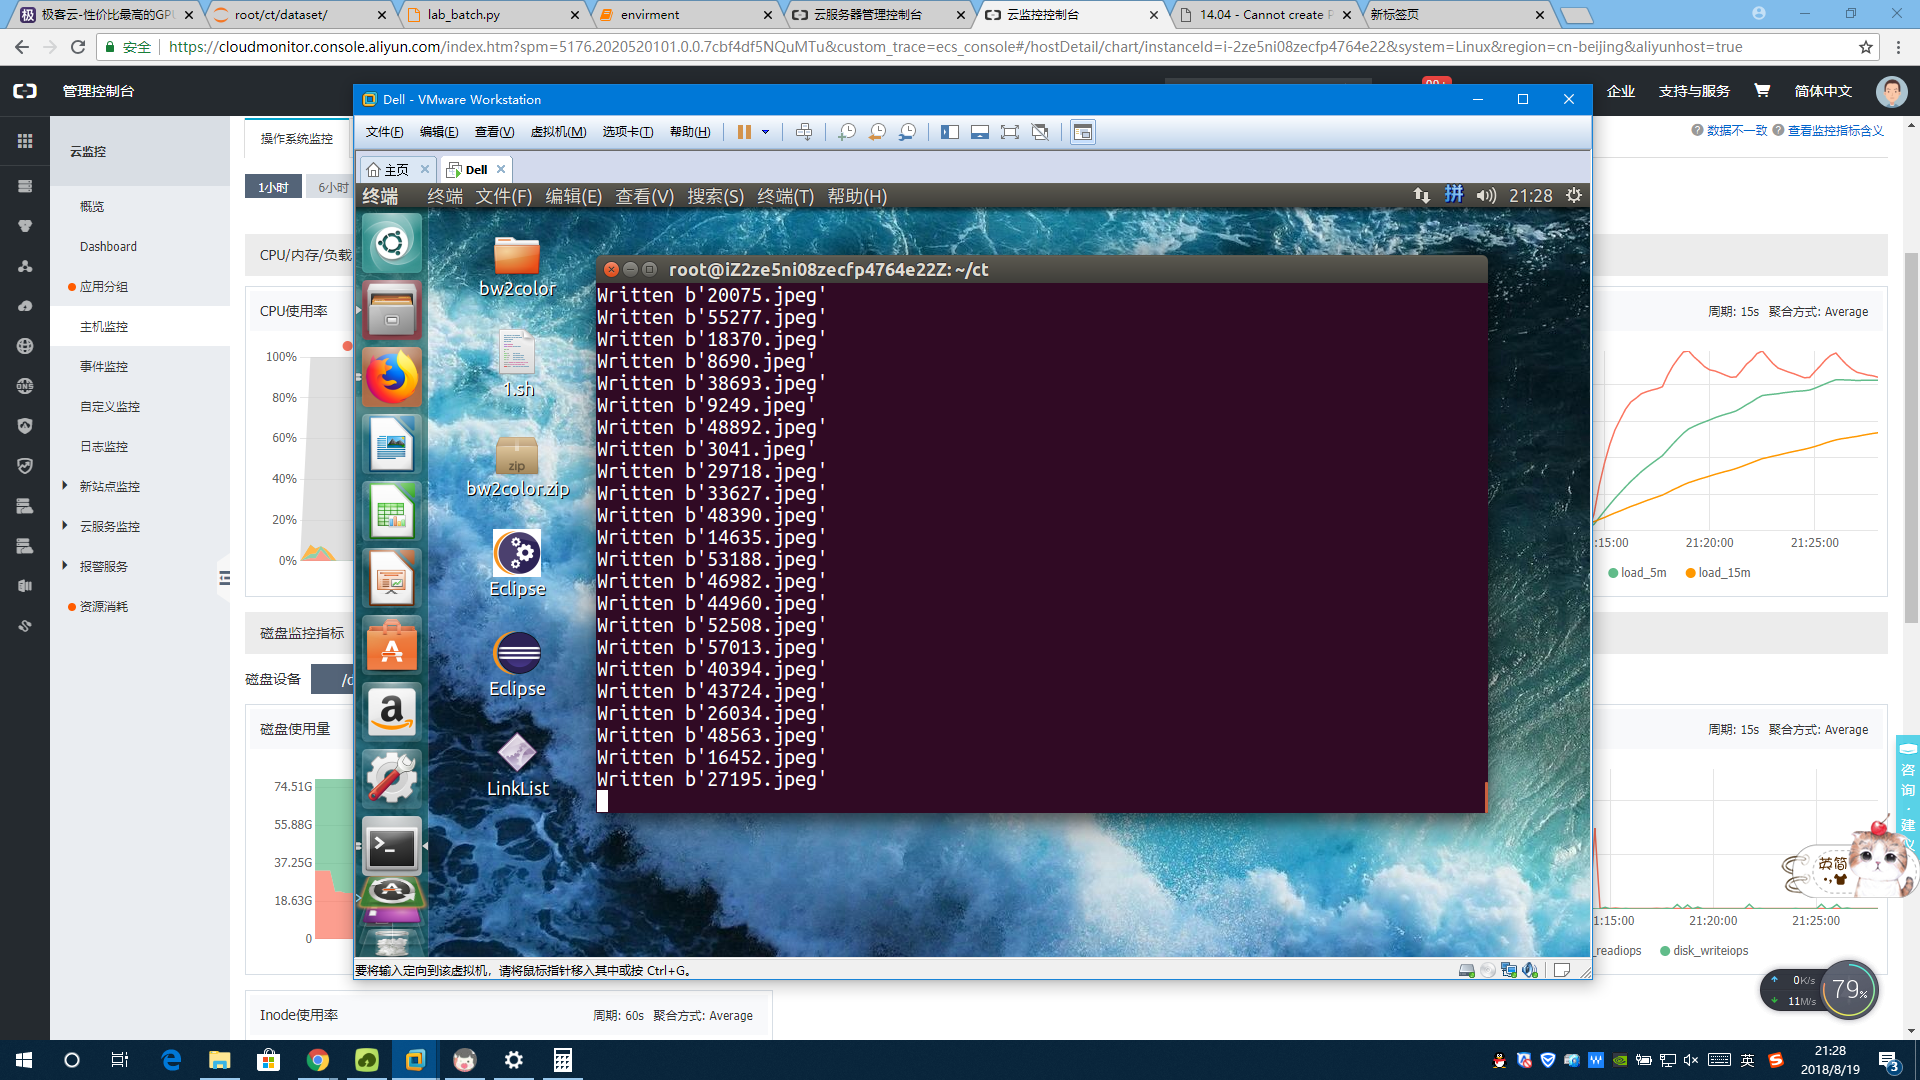 极客云-性价比最高的GPU
root/ct/dataset/
lab_batch.py
envirment
云服务器管理控制台
云监控控制台
14.04 - Cannot create
新标签页
安全
https://cloudmonitor.console.aliyun.com/index.htm?spm=5176.2020520101.0.0.7cbf4df5NQuMTu&custom_trace=ecs_console#/hostDetail/chart/instanceId=i-2ze5ni08zecfp4764e22&system=Linux&region=cn-beijing&aliyunhost=true
管理控制台
企业
支持与服务
简体中文
云监控
概览
Dashboard
应用分组
主机监控
事件监控
自定义监控
日志监控
新站点监控
云服务监控
报警服务
资源消耗
操作系统监控
数据不一致
查看监控指标含义
1小时
6小时
CPU/内存/负载
CPU使用率
100%
80%
60%
40%
20%
0%
磁盘监控指标
磁盘设备
磁盘使用量
74.51G
55.88G
37.25G
18.63G
0
Inode使用率
周期: 60s 聚合方式: Average
Dell - VMware Workstation
文件(F)
编辑(E)
查看(V)
虚拟机(M)
选项卡(T)
帮助(H)
主页
Dell
终端
终端 文件(F) 编辑(E) 查看(V) 搜索(S) 终端(T) 帮助(H)
拼
21:28
bw2color
1.sh
zip
bw2color.zip
Eclipse
Eclipse
LinkList
root@iZ2ze5ni08zecfp4764e22Z: ~/ct
Written b'20075.jpeg'
Written b'55277.jpeg'
Written b'18370.jpeg'
Written b'8690.jpeg'
Written b'38693.jpeg'
Written b'9249.jpeg'
Written b'48892.jpeg'
Written b'3041.jpeg'
Written b'29718.jpeg'
Written b'33627.jpeg'
Written b'48390.jpeg'
Written b'14635.jpeg'
Written b'53188.jpeg'
Written b'46982.jpeg'
Written b'44960.jpeg'
Written b'52508.jpeg'
Written b'57013.jpeg'
Written b'40394.jpeg'
Written b'43724.jpeg'
Written b'26034.jpeg'
Written b'48563.jpeg'
Written b'16452.jpeg'
Written b'27195.jpeg'
要将输入定向到该虚拟机，请将鼠标指针移入其中或按 Ctrl+G。
周期: 15s 聚合方式: Average
:15:00
21:20:00
21:25:00
load_5m
load_15m
周期: 15s 聚合方式: Average
1:15:00
21:20:00
21:25:00
_readiops
disk_writeiops
咨询·建
英简
0K/s
11M/s
79%
英
21:28
2018/8/19
3